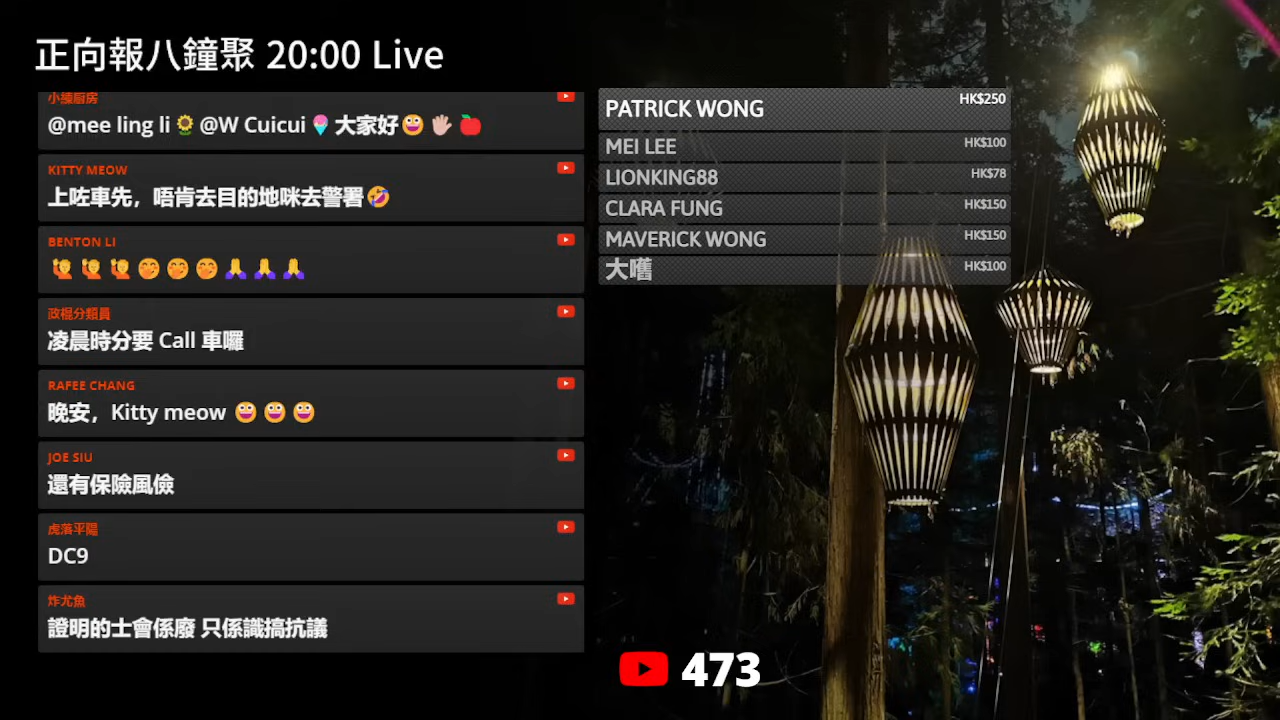 正向報八鐘聚 20:00 Live
小矮廚房
@mee ling li🌻@W Cuicui🍧大家好😀🖐🏻🍎
KITTY MEOW
上咗車先，唔肯去目的地咪去警署🤣
BENTON LI
🙋🙋🙋🤭🤭🤭🙏🙏🙏
政棍分類員
凌晨時分要 Call 車囉
RAFEE CHANG
晚安，Kitty meow 😀😀😀
JOE SIU
還有保險風儉
虎落平陽
DC9
炸尤魚
證明的士會係廢 只係識搞抗議
PATRICK WONG HK$250
MEI LEE HK$100
LIONKING88 HK$78
CLARA FUNG HK$150
MAVERICK WONG HK$150
大嚿 HK$100
473